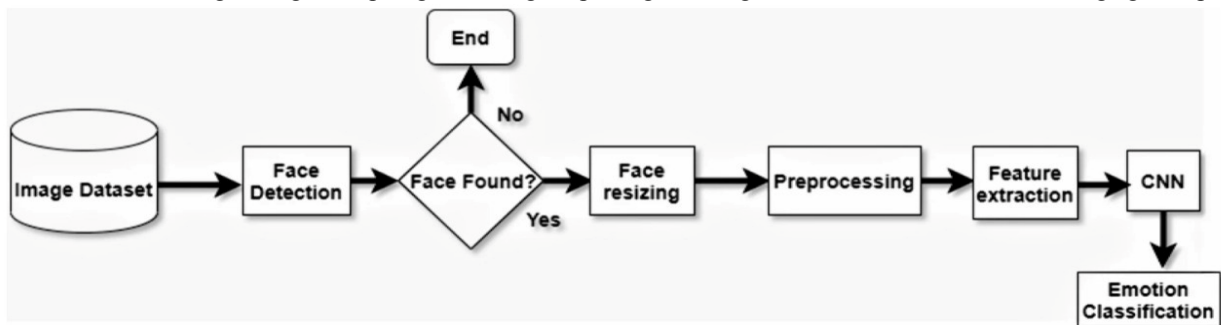 End
No
Image Dataset
Face
Detection
Face Found?
Yes
Face
resizing
Preprocessing
Feature
extraction
CNN
Emotion
Classification